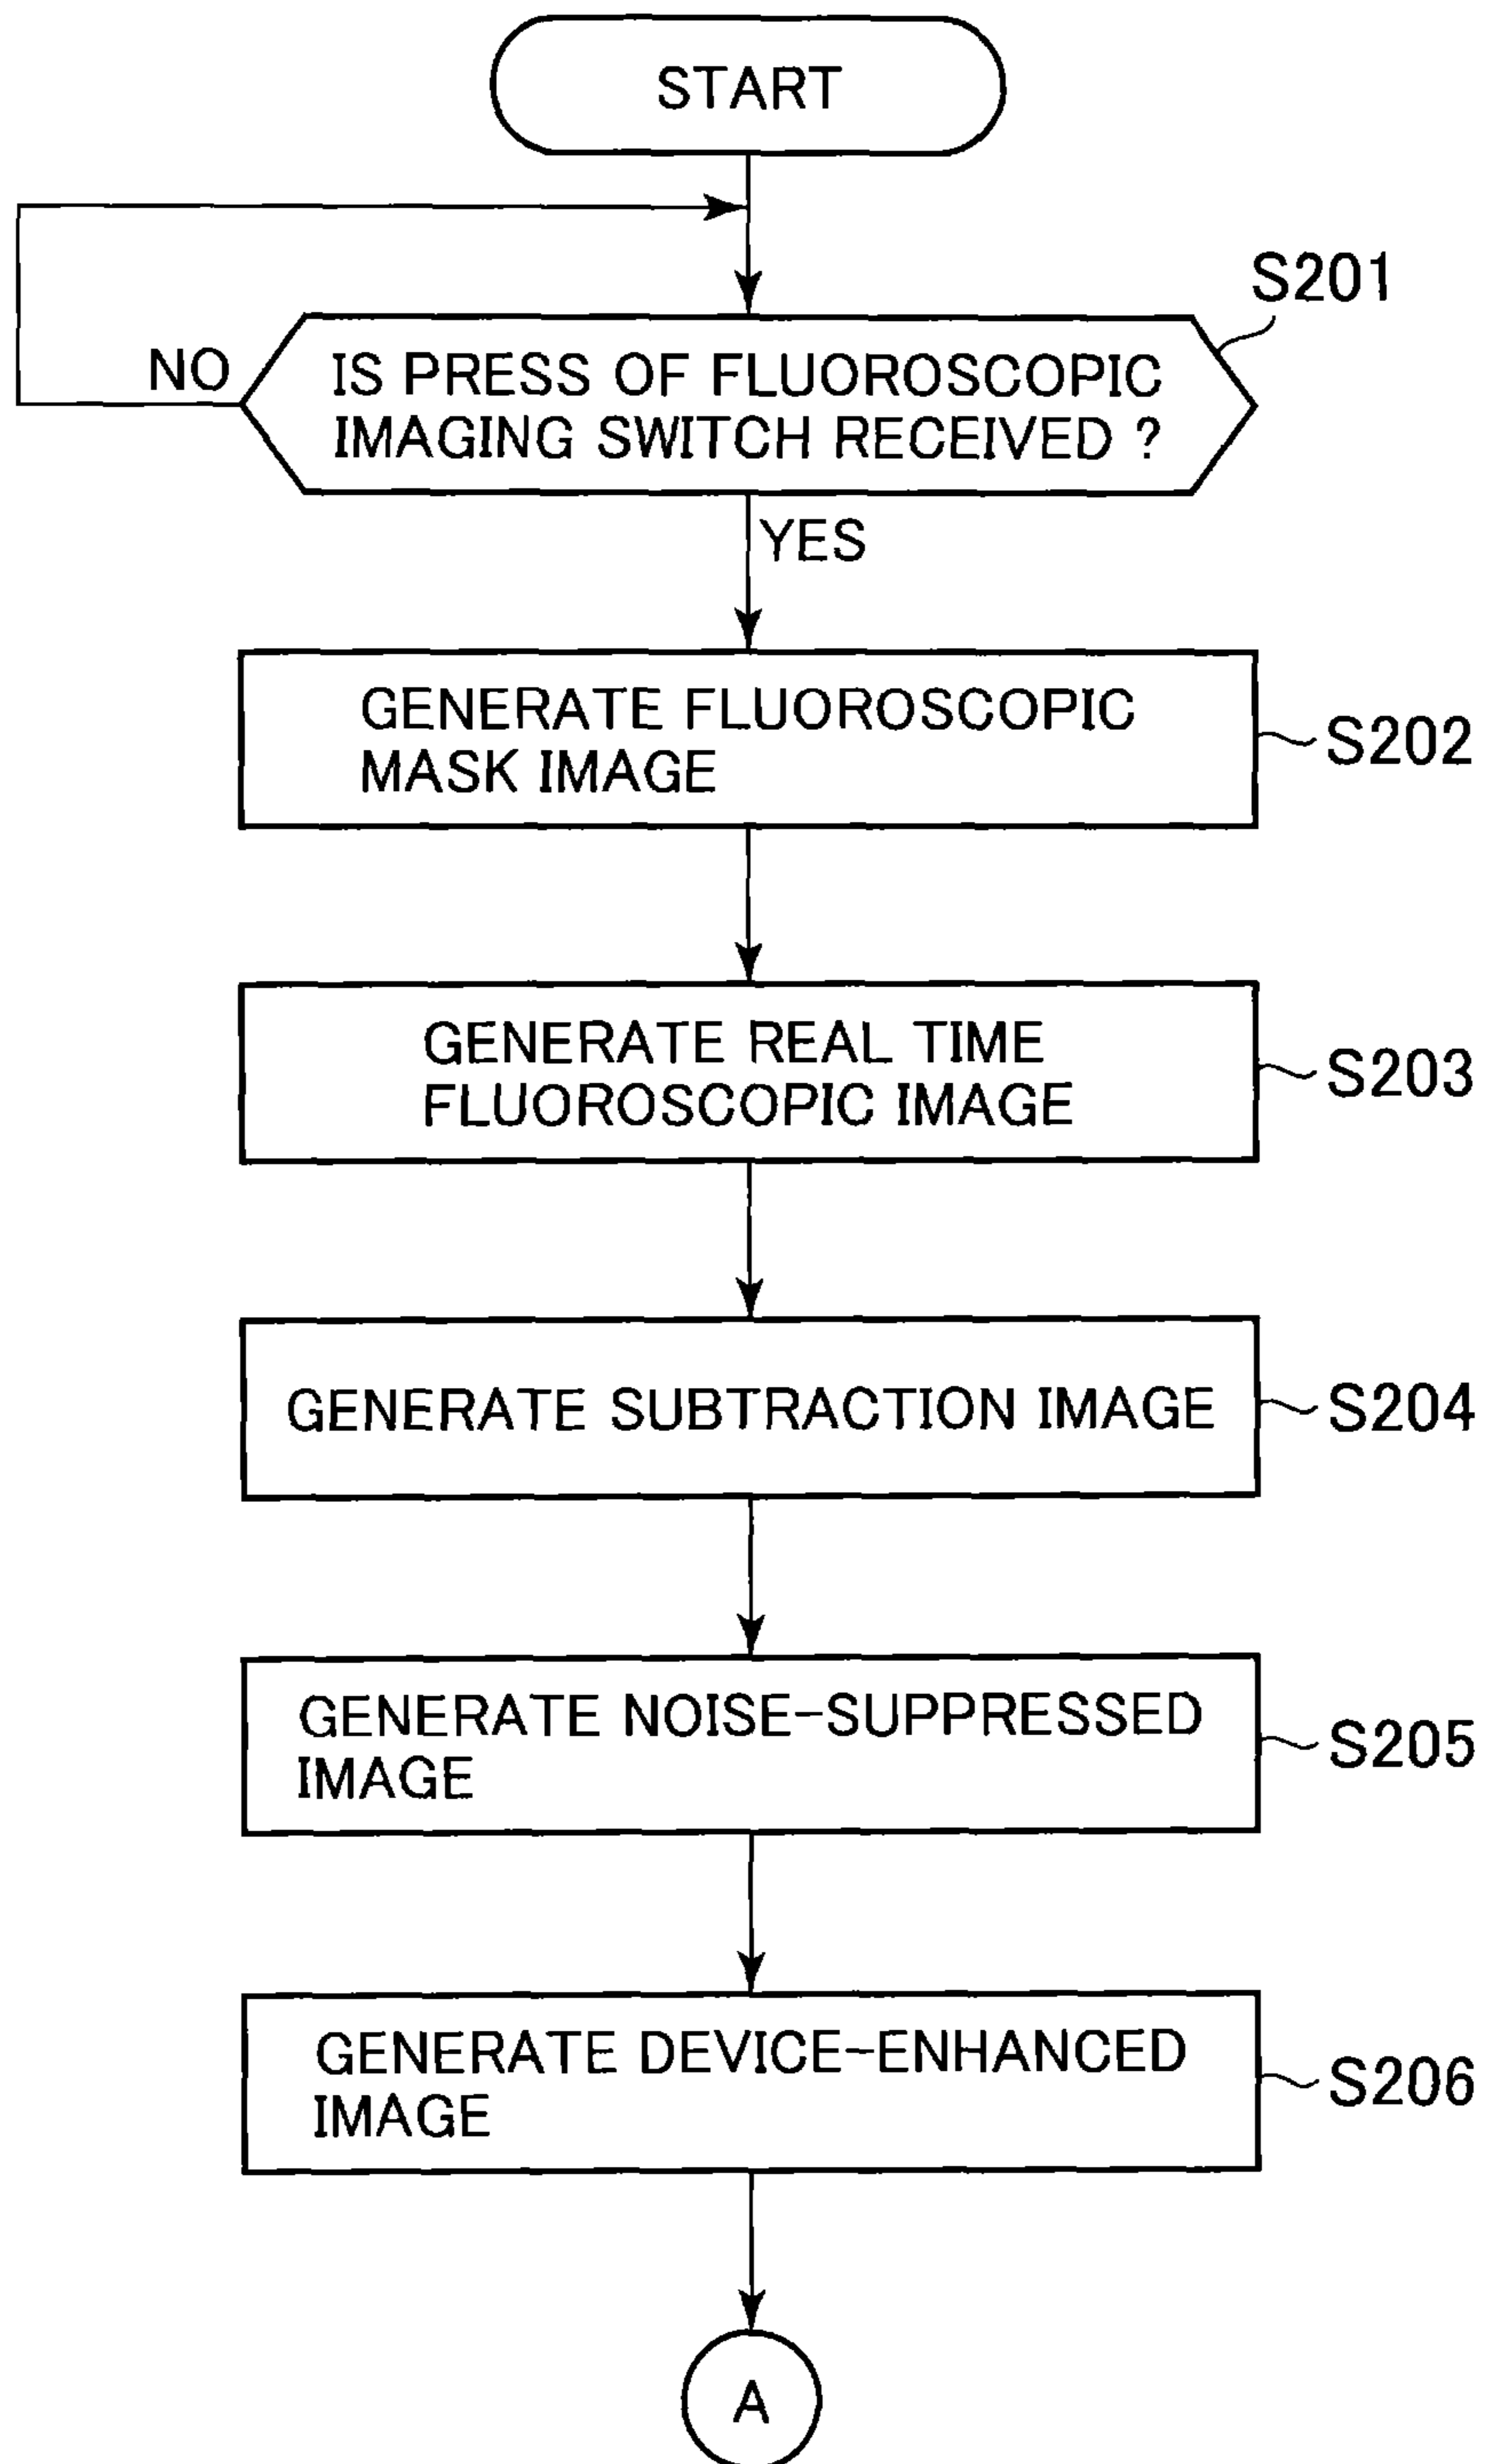 START
S201
NO
IS PRESS OF FLUOROSCOPIC
IMAGING SWITCH RECEIVED ?
YES
GENERATE FLUOROSCOPIC
MASK IMAGE
S202
GENERATE REAL TIME
FLUOROSCOPIC IMAGE
S203
GENERATE SUBTRACTION IMAGE
S204
GENERATE NOISE-SUPPRESSED
IMAGE
S205
GENERATE DEVICE-ENHANCED
IMAGE
S206
A